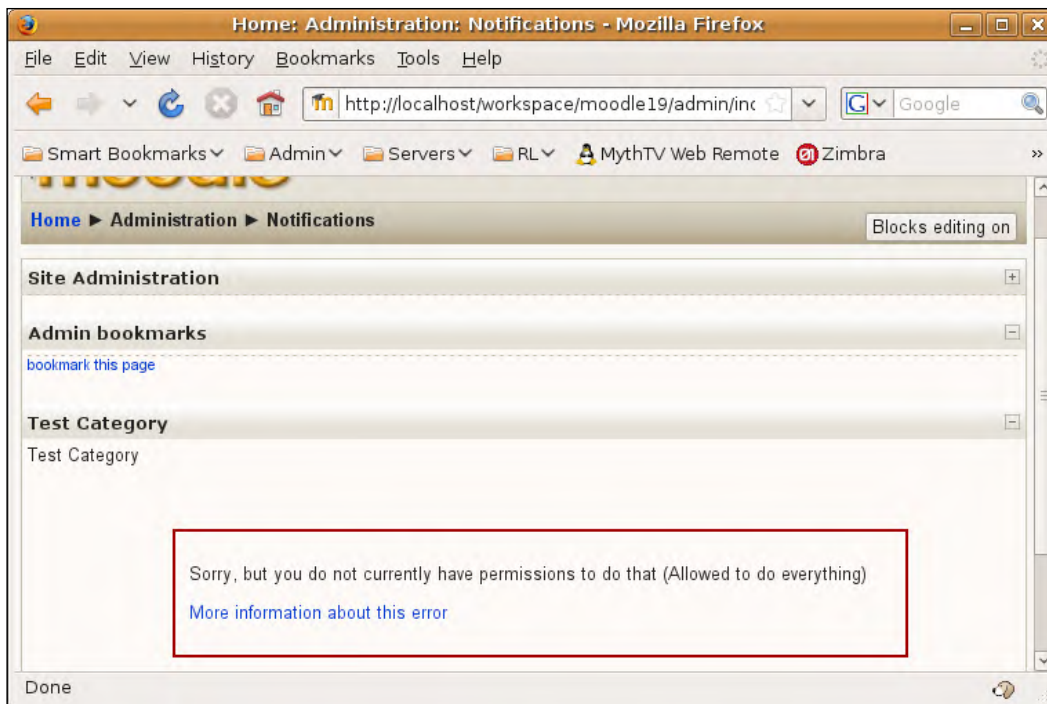 Home: Administration: Notifications - Mozilla Firefox
File Edit View History Bookmarks Tools Help
http://localhost/workspace/moodle19/admin/inc
G Google
Smart Bookmarks Admin Servers RL MythTV Web Remote Zimbra »
moodle
Home ► Administration ► Notifications
Blocks editing on
Site Administration
Admin bookmarks
bookmark this page
Test Category
Test Category
Sorry, but you do not currently have permissions to do that (Allowed to do everything)
More information about this error
Done